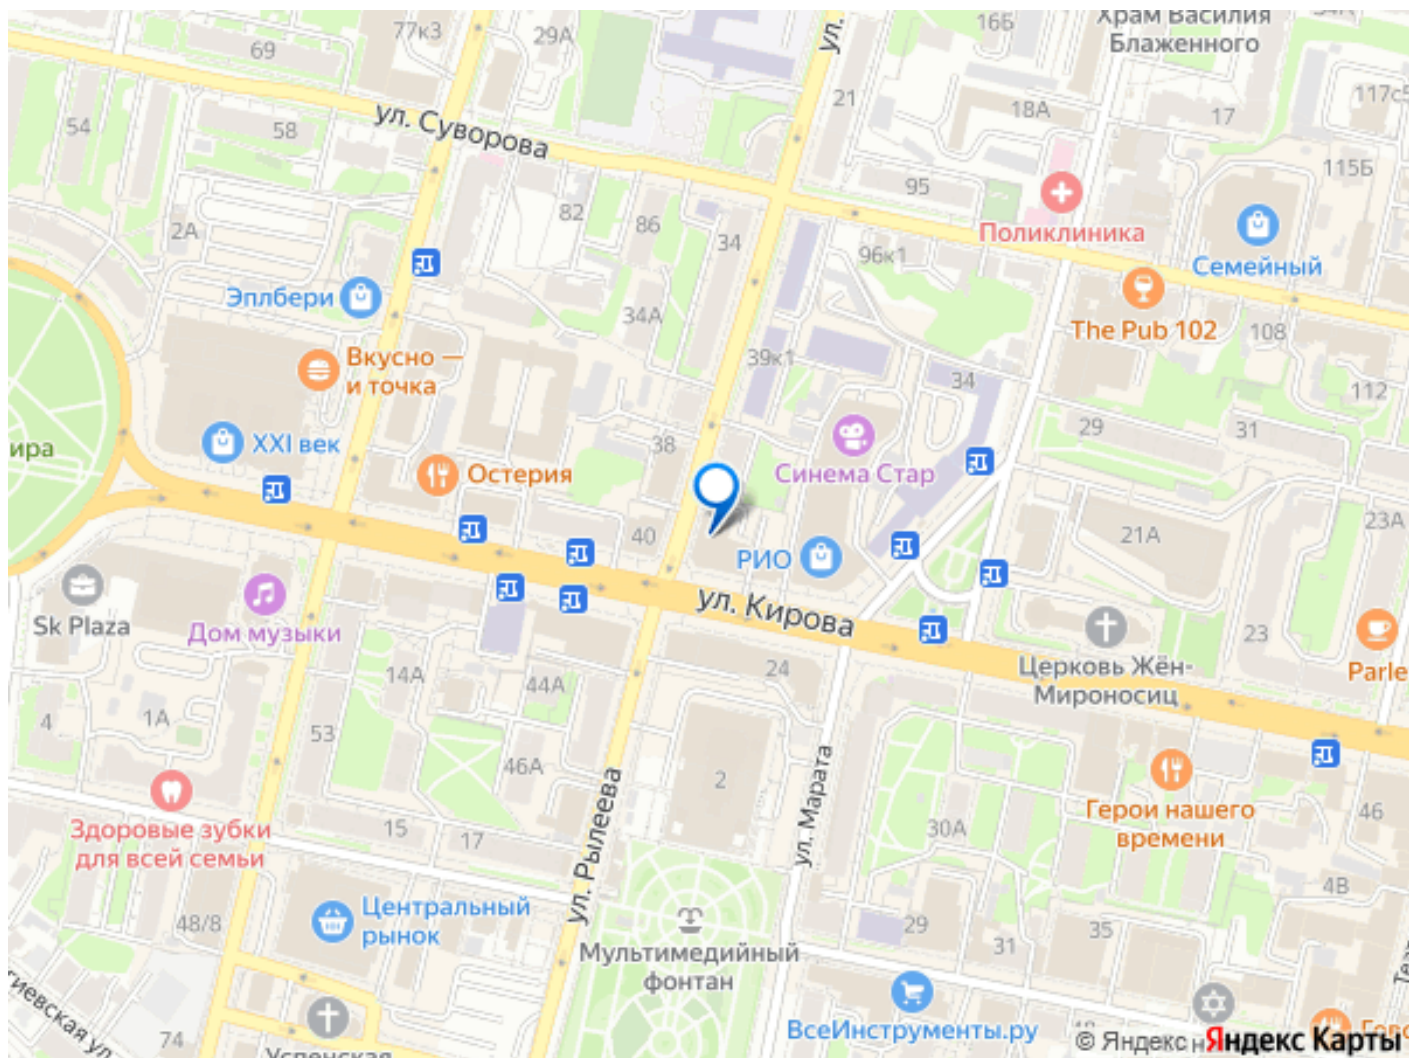 77к3
29А
69
16Б
Храм Василия
Блаженного
ул.
21
18А
17
54
58
ул. Суворова
95
115Б
82
86
34
2А
Поликлиника
96к1
Семейный
Эплбери
34А
The Pub 102
108
Вкусно —
и точка
39к1
34
112
ира
XXI век
38
29
31
Остерия
Синема Стар
40
РИО
21А
23А
Sk Plaza
Дом музыки
ул. Кирова
23
24
Церковь Жён-
Мироносиц
Parle
14А
44А
4
1А
53
46А
2
ул. Рылеева
ул. Марата
Здоровые зубки
для всей семьи
15
17
30А
Герои нашего
времени
46
4В
Центральный
рынок
48/8
29
31
35
Мультимедийный
фонтан
74
ВсеИнструменты.ру
Успенская
© Яндекс
Яндекс Карты